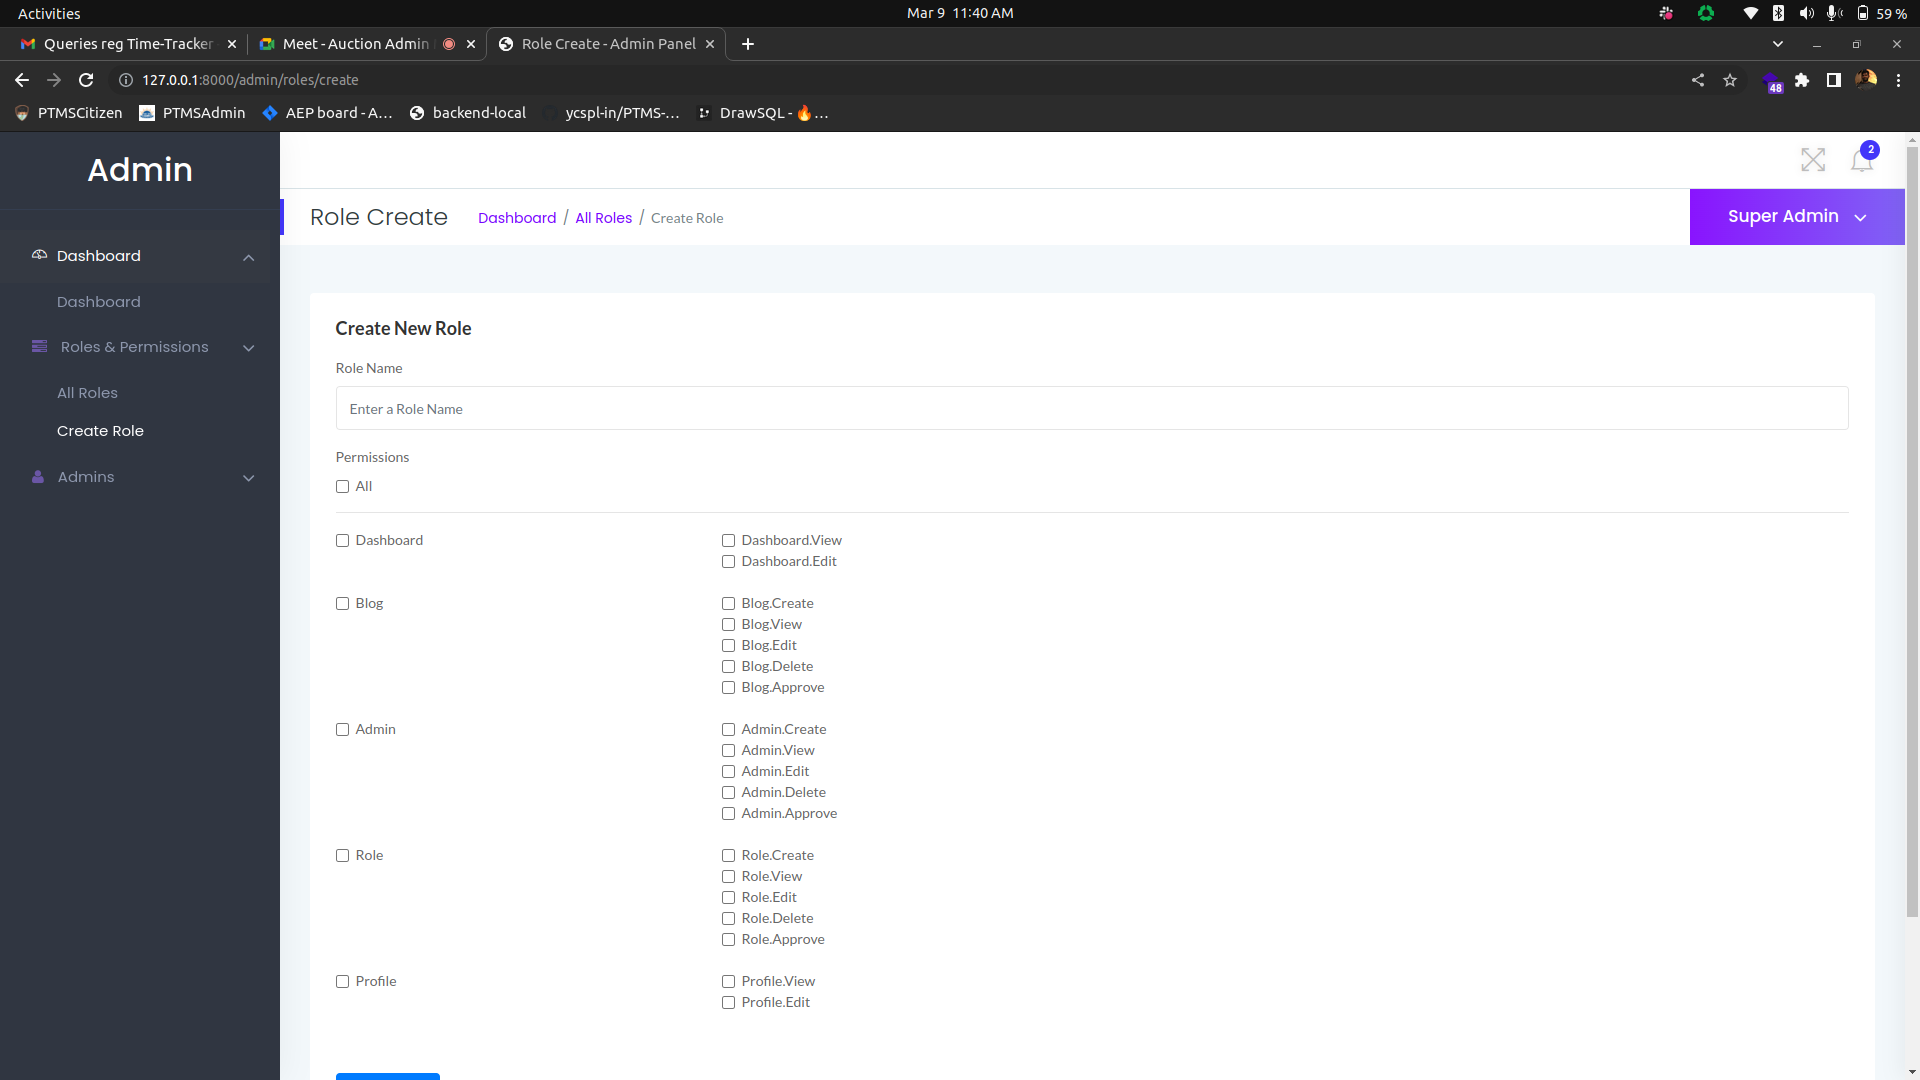 Activities
Mar 9 11:40 AM
59 %
Queries reg Time-Tracker
Meet - Auction Admin
Role Create - Admin Panel
127.0.0.1:8000/admin/roles/create
48
PTMSCitizen
PTMSAdmin
AEP board - A...
backend-local
ycspl-in/PTMS-...
DrawSQL - 🔥...
Admin
2
Role Create
Dashboard / All Roles / Create Role
Super Admin
Dashboard
Dashboard
Roles & Permissions
All Roles
Create Role
Admins
Create New Role
Role Name
Enter a Role Name
Permissions
All
Dashboard
Dashboard.View
Dashboard.Edit
Blog
Blog.Create
Blog.View
Blog.Edit
Blog.Delete
Blog.Approve
Admin
Admin.Create
Admin.View
Admin.Edit
Admin.Delete
Admin.Approve
Role
Role.Create
Role.View
Role.Edit
Role.Delete
Role.Approve
Profile
Profile.View
Profile.Edit